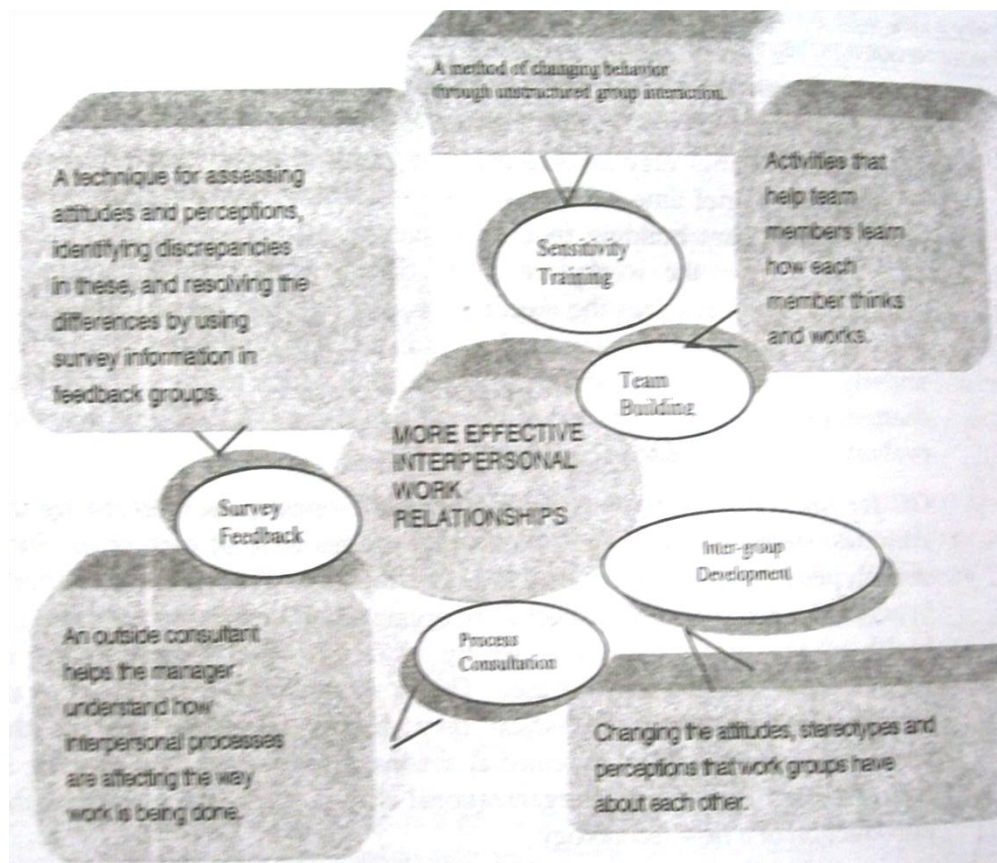 A method of changing behavior
through unstructured group interaction.
A technique for assessing
attitudes and perceptions,
identifying discrepancies
in these, and resolving the
differences by using
survey information in
feedback groups.
Activities that
help team
members learn
how each
member thinks
and works.
Sensitivity
Training
Team
Building
MORE EFFECTIVE
INTERPERSONAL
WORK
RELATIONSHIPS
Survey
Feedback
Inter-group
Development
Process
Consultation
An outside consultant
helps the manager
understand how
interpersonal processes
are affecting the way
work is being done.
Changing the attitudes, stereotypes and
perceptions that work groups have
about each other.